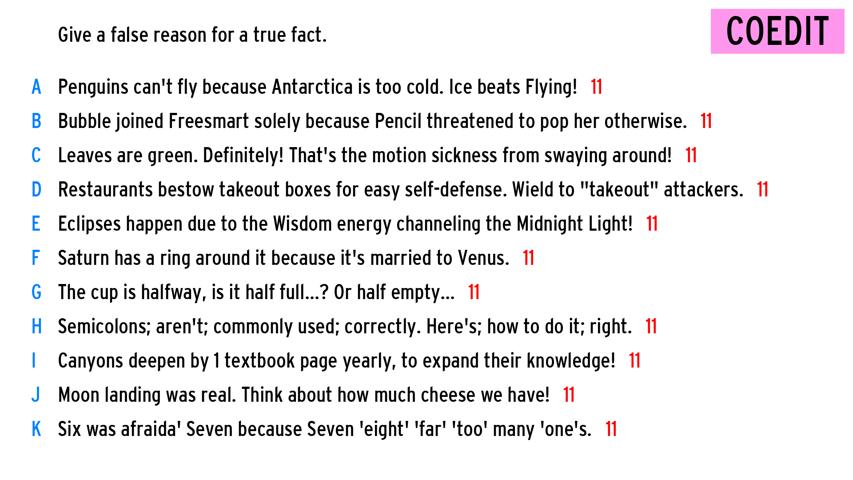 Give a false reason for a true fact.
COEDIT
A Penguins can't fly because Antarctica is too cold. Ice beats Flying! 11
B Bubble joined Freesmart solely because Pencil threatened to pop her otherwise. 11
C Leaves are green. Definitely! That's the motion sickness from swaying around! 11
D Restaurants bestow takeout boxes for easy self-defense. Wield to "takeout" attackers. 11
E Eclipses happen due to the Wisdom energy channeling the Midnight Light! 11
F Saturn has a ring around it because it's married to Venus. 11
G The cup is halfway, is it half full...? Or half empty... 11
H Semicolons; aren't; commonly used; correctly. Here's; how to do it; right. 11
I Canyons deepen by 1 textbook page yearly, to expand their knowledge! 11
J Moon landing was real. Think about how much cheese we have! 11
K Six was afraida' Seven because Seven 'eight' 'far' 'too' many 'one's. 11